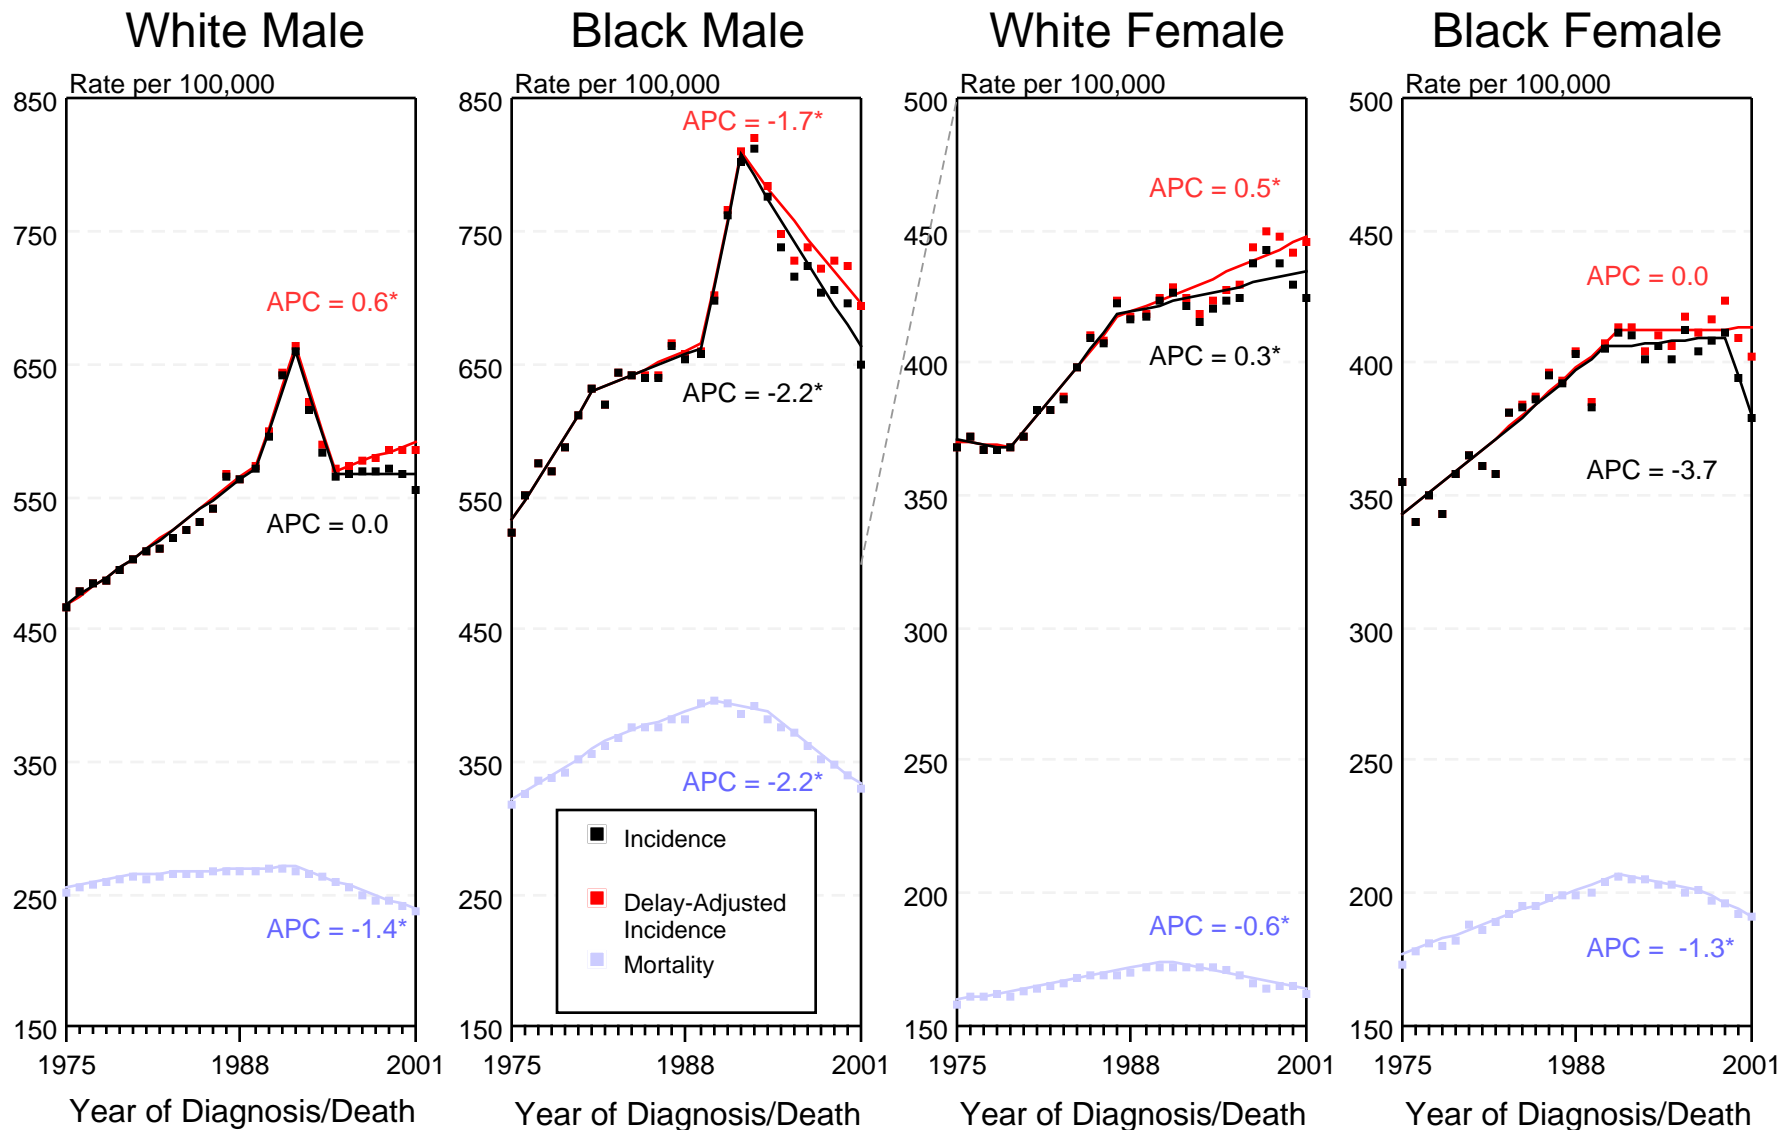 White Male
Black Male
White Female
Black Female
Rate per 100,000
850
750
650
550
450
350
250
150
APC = 0.6*
APC = 0.0
APC = -1.4*
1975
1988
2001
Year of Diagnosis/Death
Rate per 100,000
850
750
650
550
450
350
250
150
APC = -1.7*
APC = -2.2*
APC = -2.2*
Incidence
Delay-Adjusted
Incidence
Mortality
1975
1988
2001
Year of Diagnosis/Death
Rate per 100,000
500
450
400
350
300
250
200
150
APC = 0.5*
APC = 0.3*
APC = -0.6*
1975
1988
2001
Year of Diagnosis/Death
Rate per 100,000
500
450
400
350
300
250
200
150
APC = 0.0
APC = -3.7
APC = -1.3*
1975
1988
2001
Year of Diagnosis/Death